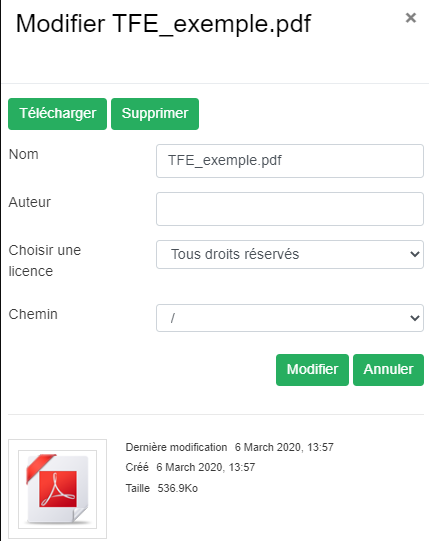 Modifier TFE_exemple.pdf
×
Télécharger Supprimer
Nom TFE_exemple.pdf
Auteur
Choisir une
licence
Tous droits réservés
Chemin /
Modifier Annuler
Dernière modification 6 March 2020, 13:57
Créé 6 March 2020, 13:57
Taille 536.9Ko